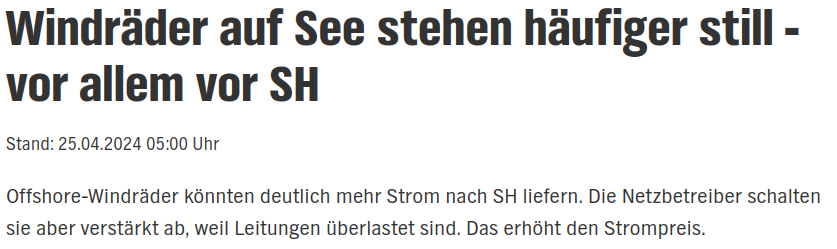 Windräder auf See stehen häufiger still -
vor allem vor SH
Stand: 25.04.2024 05:00 Uhr
Offshore-Windräder könnten deutlich mehr Strom nach SH liefern. Die Netzbetreiber schalten
sie aber verstärkt ab, weil Leitungen überlastet sind. Das erhöht den Strompreis.